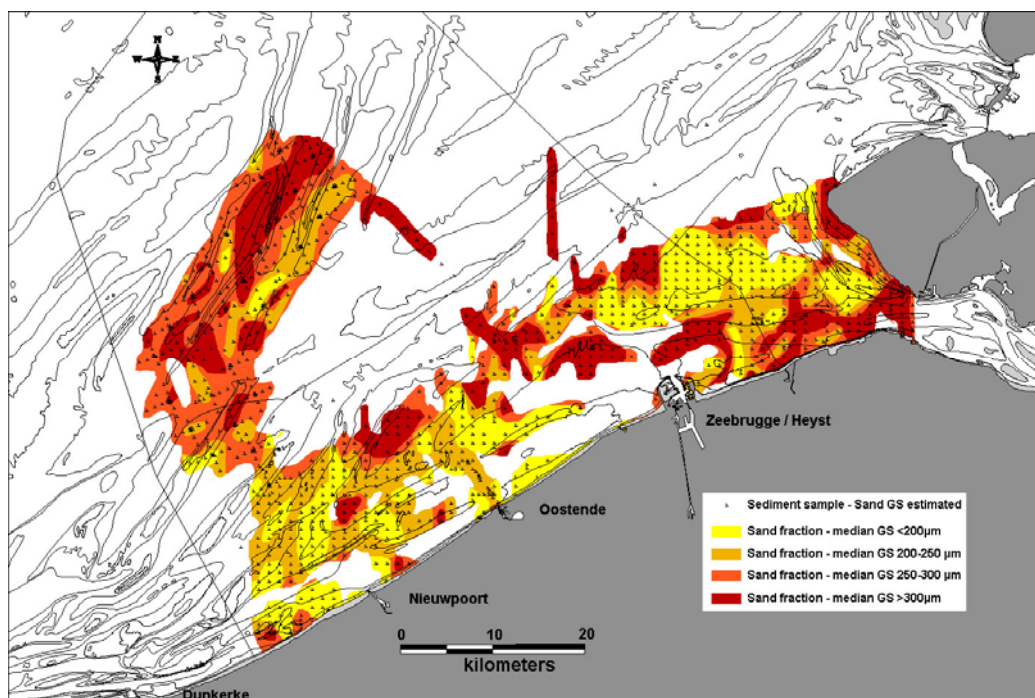 N
W E
S
Zeebrugge / Heyst
Oostende
Nieuwpoort
Dunkerke
Sediment sample - Sand GS estimated
Sand fraction - median GS <200µm
Sand fraction - median GS 200-250 µm
Sand fraction - median GS 250-300 µm
Sand fraction - median GS >300µm
0 10 20
kilometers